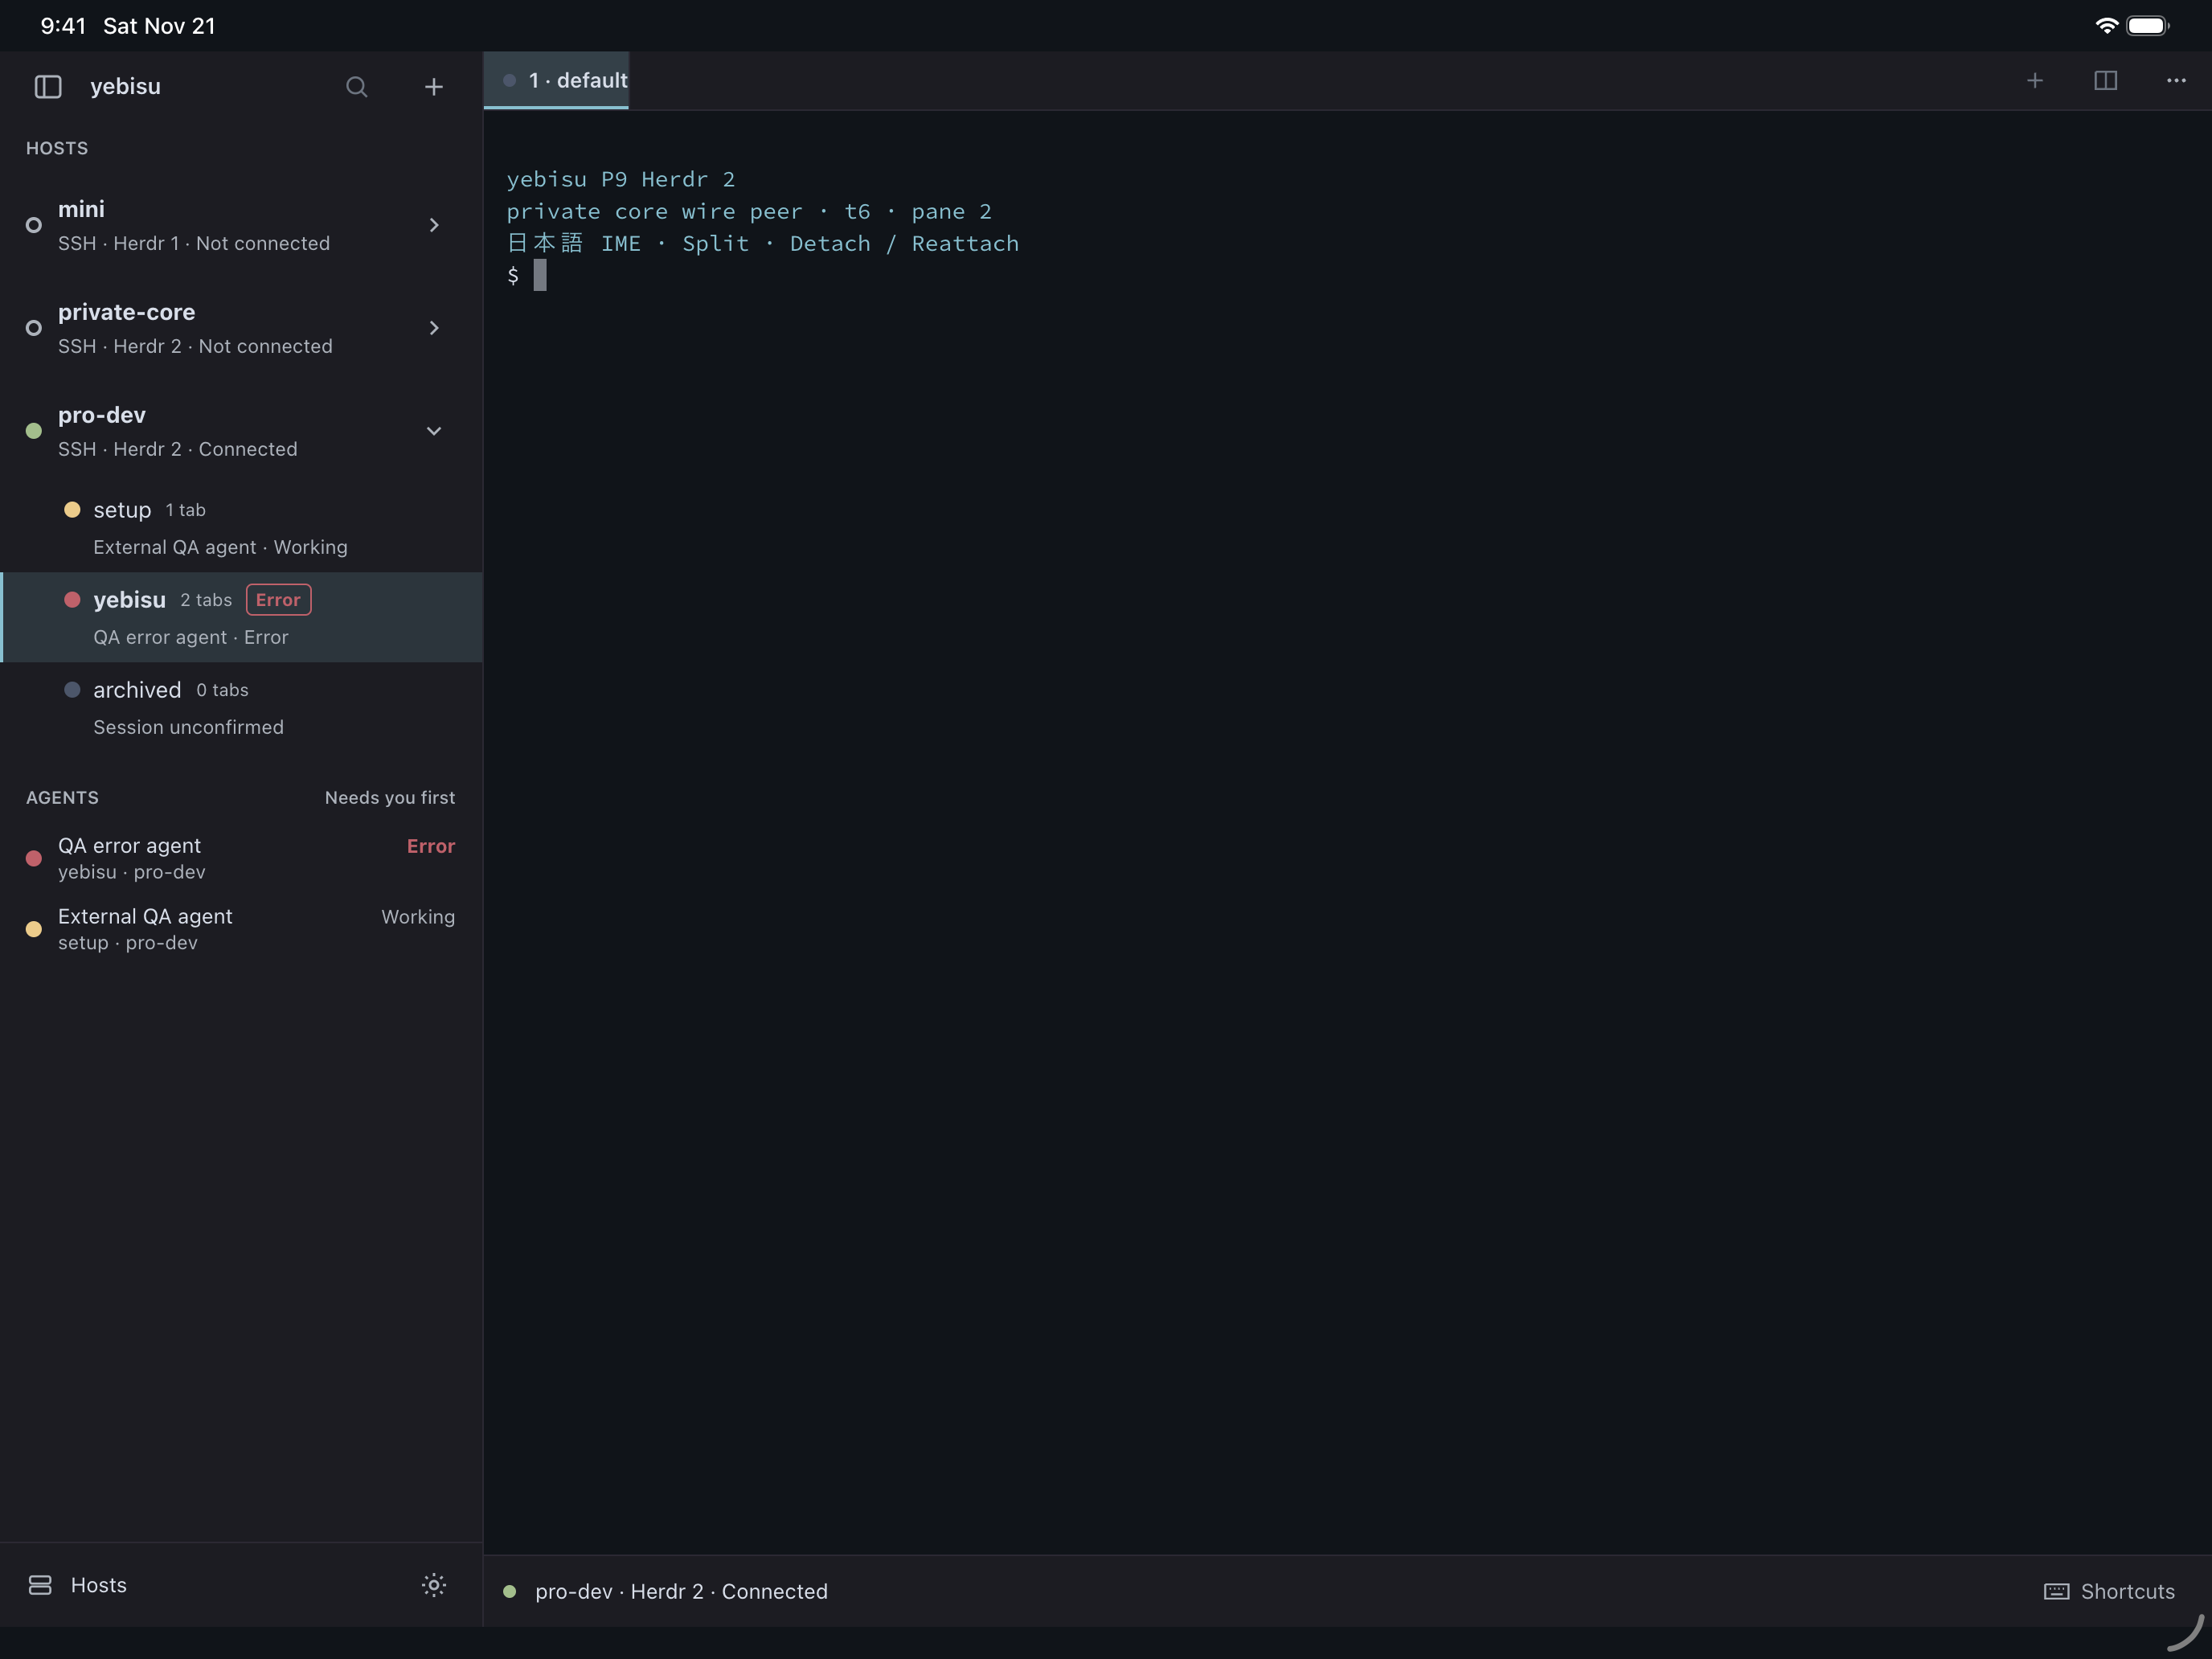 9:41 Sat Nov 21
yebisu
HOSTS
mini
SSH · Herdr 1 · Not connected
private-core
SSH · Herdr 2 · Not connected
pro-dev
SSH · Herdr 2 · Connected
setup 1 tab
External QA agent · Working
yebisu 2 tabs Error
QA error agent · Error
archived 0 tabs
Session unconfirmed
AGENTS Needs you first
QA error agent Error
yebisu · pro-dev
External QA agent Working
setup · pro-dev
Hosts
1 · default
yebisu P9 Herdr 2
private core wire peer · t6 · pane 2
日本語 IME · Split · Detach / Reattach
$
pro-dev · Herdr 2 · Connected
Shortcuts